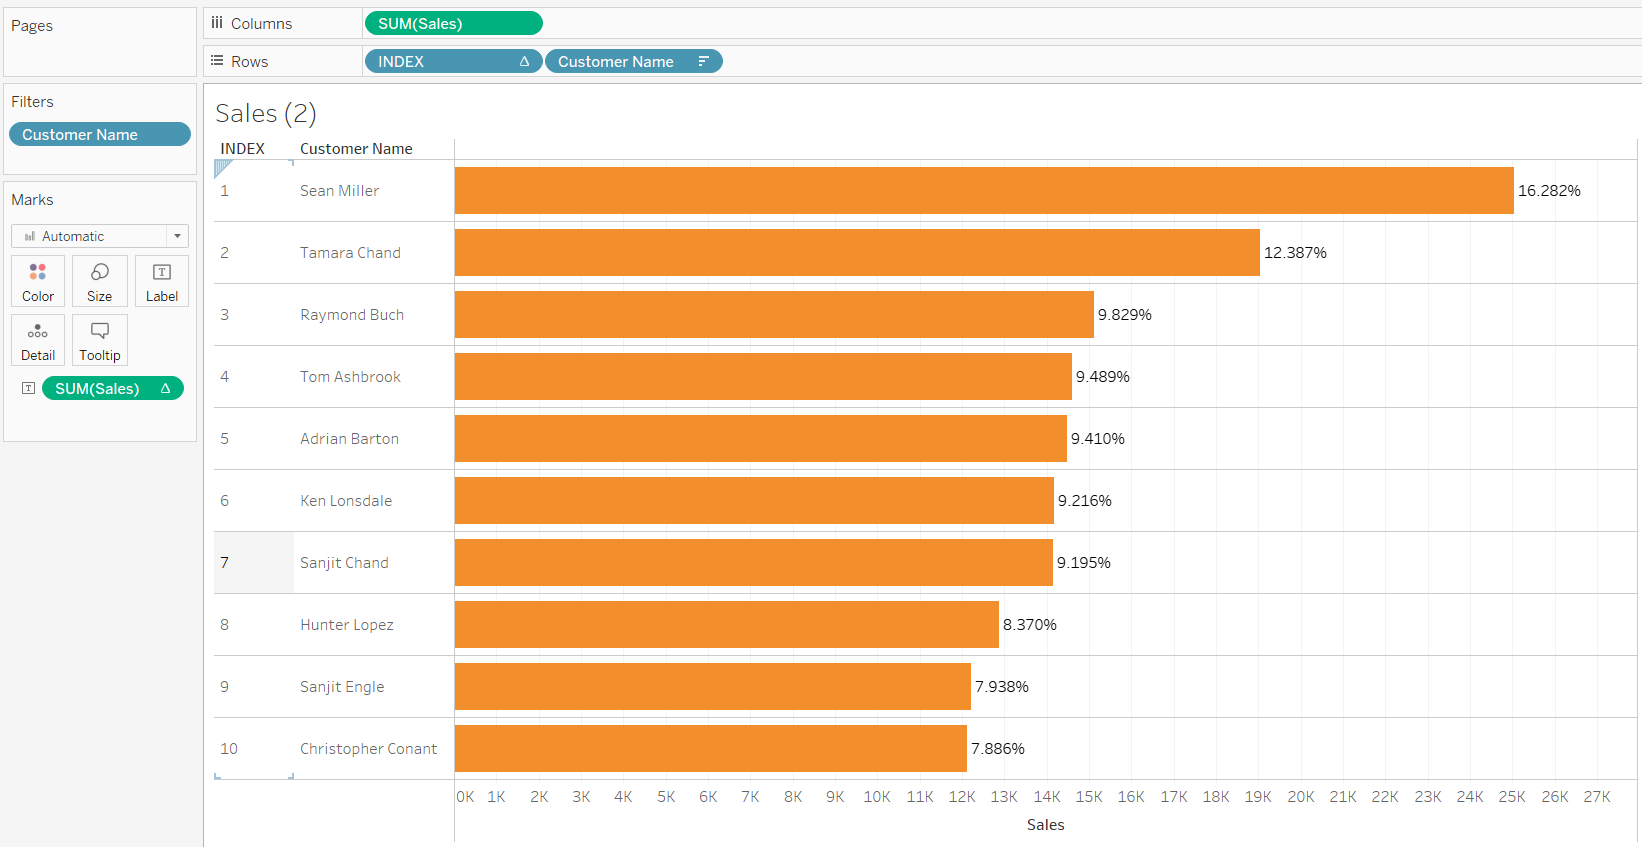 Pages
Columns SUM(Sales)
Rows INDEX Δ Customer Name
Filters
Customer Name
Marks
Automatic
Color Size Label
Detail Tooltip
SUM(Sales) Δ
Sales (2)
INDEX Customer Name
1 Sean Miller 16.282%
2 Tamara Chand 12.387%
3 Raymond Buch 9.829%
4 Tom Ashbrook 9.489%
5 Adrian Barton 9.410%
6 Ken Lonsdale 9.216%
7 Sanjit Chand 9.195%
8 Hunter Lopez 8.370%
9 Sanjit Engle 7.938%
10 Christopher Conant 7.886%
0K 1K 2K 3K 4K 5K 6K 7K 8K 9K 10K 11K 12K 13K 14K 15K 16K 17K 18K 19K 20K 21K 22K 23K 24K 25K 26K 27K
Sales